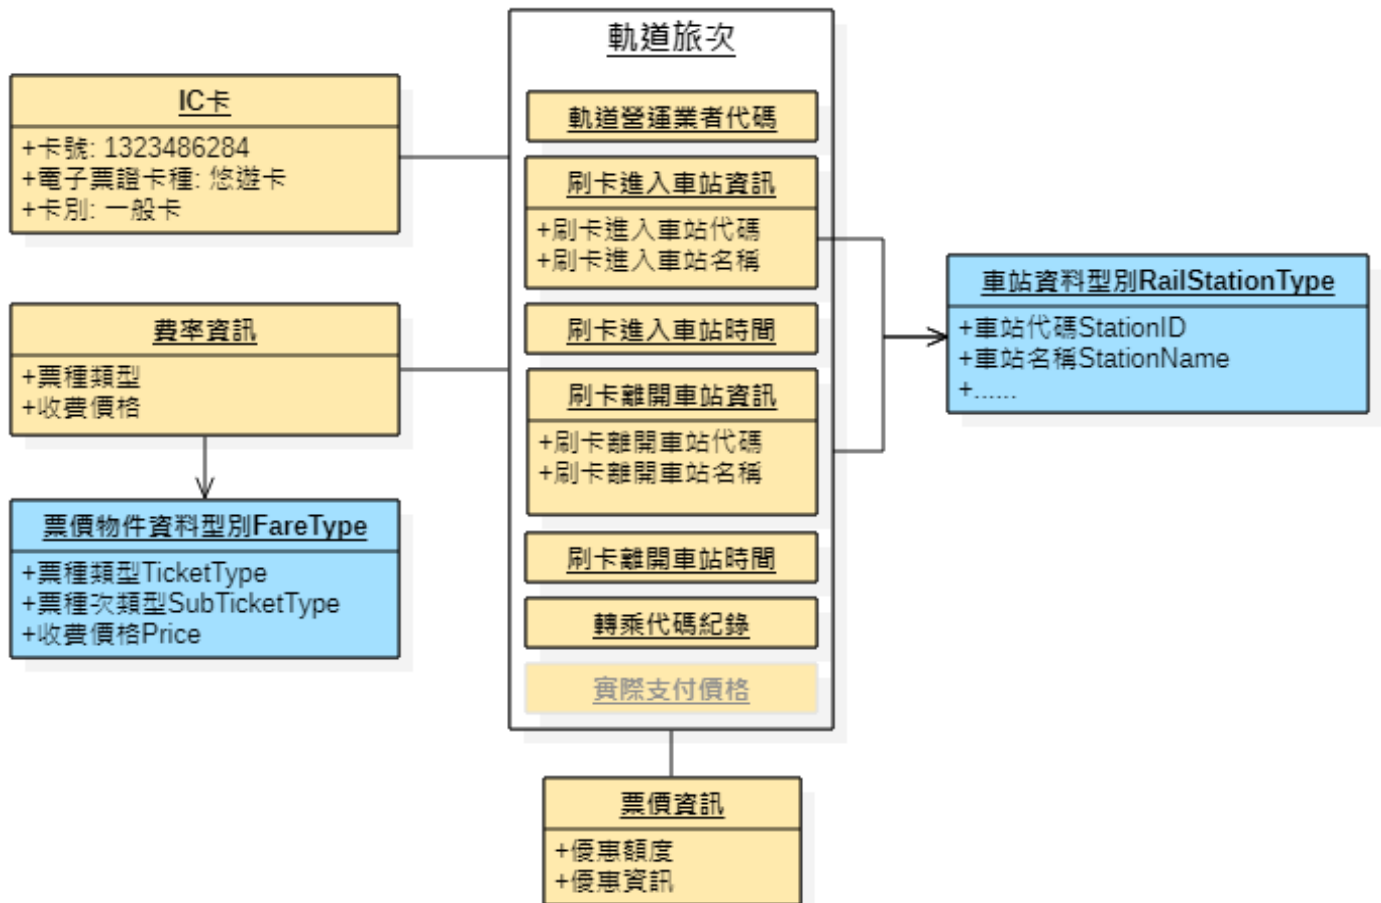 軌道旅次
IC卡
+卡號: 1323486284
+電子票證卡種: 悠遊卡
+卡別: 一般卡
費率資訊
+票種類型
+收費價格
票價物件資料型別FareType
+票種類型TicketType
+票種次類型SubTicketType
+收費價格Price
軌道營運業者代碼
刷卡進入車站資訊
+刷卡進入車站代碼
+刷卡進入車站名稱
刷卡進入車站時間
刷卡離開車站資訊
+刷卡離開車站代碼
+刷卡離開車站名稱
刷卡離開車站時間
轉乘代碼紀錄
實際支付價格
車站資料型別RailStationType
+車站代碼StationID
+車站名稱StationName
+......
票價資訊
+優惠額度
+優惠資訊